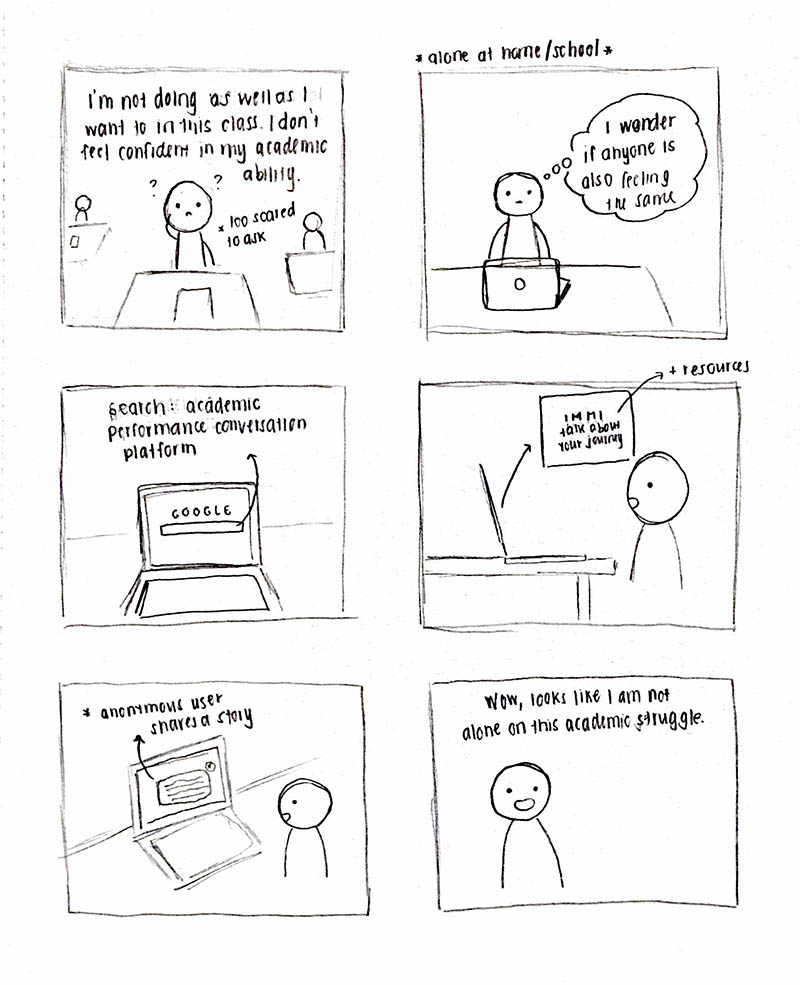 I'm not doing as well as I
want to in this class. I don't
feel confident in my academic
ability.
? ?
* too scared
to ask
* alone at home/school *
I wonder
if anyone is
also feeling
the same
search: academic
performance conversation
platform
GOOGLE
+ resources
IMMI
talk about
your journey
* anonymous user
shares a story
Wow, looks like I am not
alone on this academic struggle.